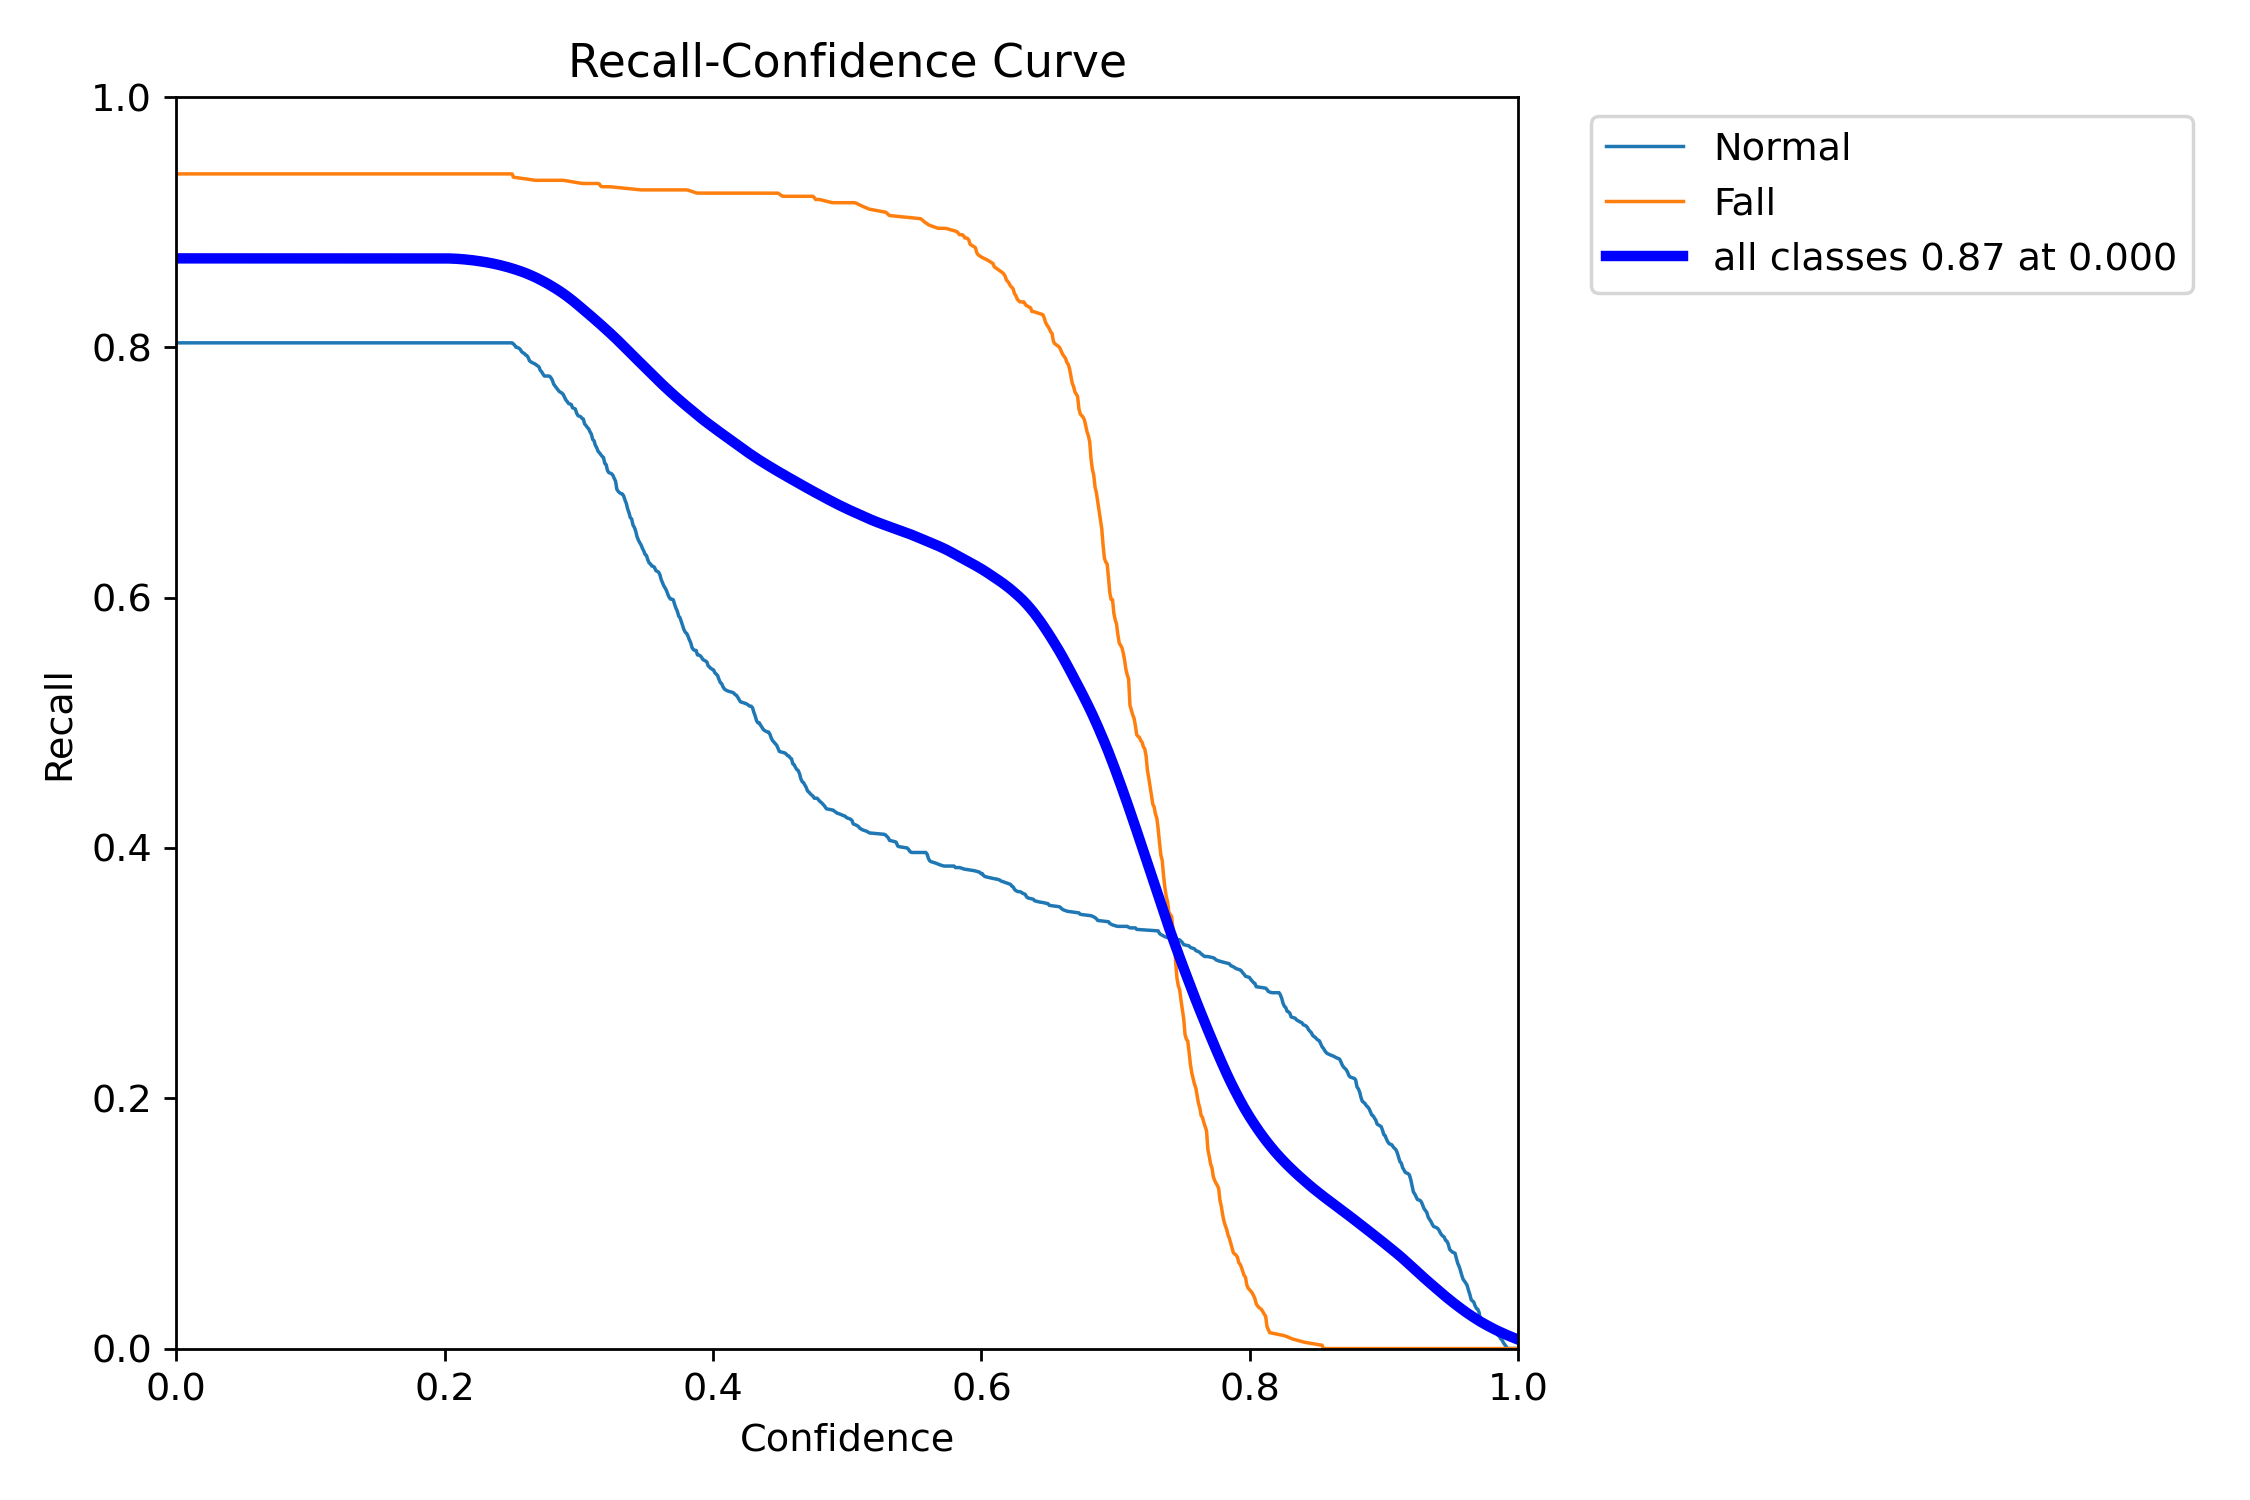 Recall-Confidence Curve
1.0
0.8
0.6
0.4
0.2
0.0
Recall
0.0 0.2 0.4 0.6 0.8 1.0
Confidence
Normal
Fall
all classes 0.87 at 0.000